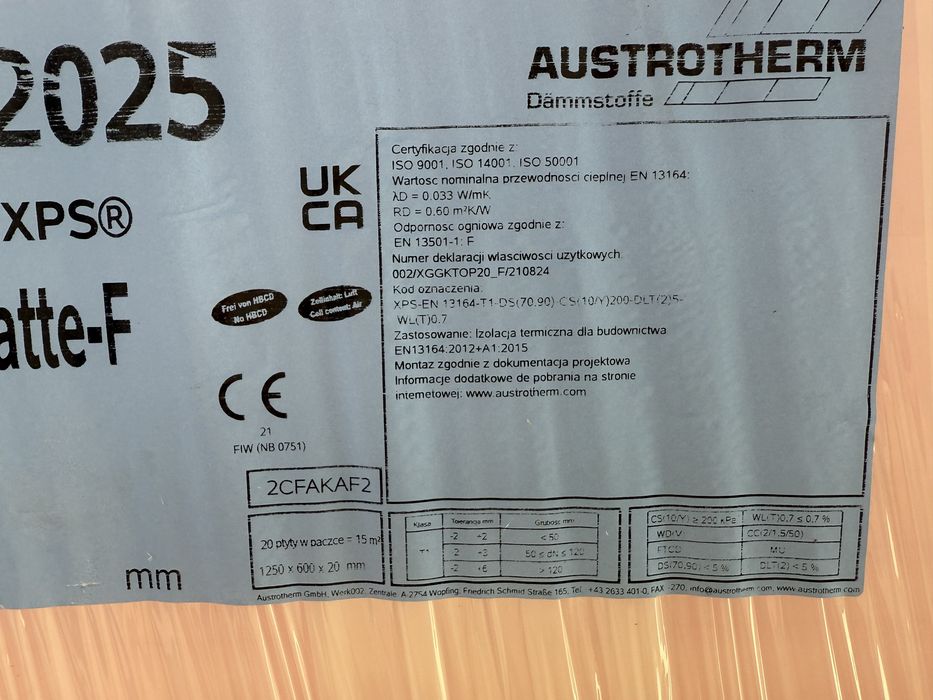 2025
AUSTROTHERM
Dämmstoffe
XPS®
UK
CA
atte-F
Frei von HBCD
No HBCD
Zellinhalt: Luft
Cell content: Air
CE
21
FIW (NB 0751)
Certyfikacja zgodnie z:
ISO 9001, ISO 14001, ISO 50001
Wartosc nominalna przewodnosci cieplnej EN 13164:
λD = 0.033 W/mK
RD = 0.60 m²K/W
Odpornosc ogniowa zgodnie z:
EN 13501-1: F
Numer deklaracji wlasciwosci uzytkowych:
002/XGGKTOP20_F/210824
Kod oznaczenia:
XPS-EN 13164-T1-DS(70.90)-CS(10/Y)200-DLT(2)5-
WL(T)0.7
Zastosowanie: Izolacja termiczna dla budownictwa
EN13164:2012+A1:2015
Montaz zgodnie z dokumentacja projektowa
Informacje dodatkowe do pobrania na stronie
internetowej: www.austrotherm.com
2CFAKAF2
20 płyty w paczce = 15 m²
1250 x 600 x 20 mm
mm
Klasa Tolerancja mm Grubosc mm
T1
-2 +2 < 50
-2 +3 50 ≤ dN ≤ 120
-2 +6 > 120
CS(10/Y) ≥ 200 kPa WL(T)0,7 ≤ 0,7 %
WD(V) CC(2/1,5/50)
FTCD MU
DS(70,90) < 5 % DLT(2) < 5 %
Austrotherm GmbH, Werk002, Zentrale: A-2754 Wopfing, Friedrich Schmid Straße 165, Tel.: +43 2633 401-0, FAX -270, info@austrotherm.com, www.austrotherm.com